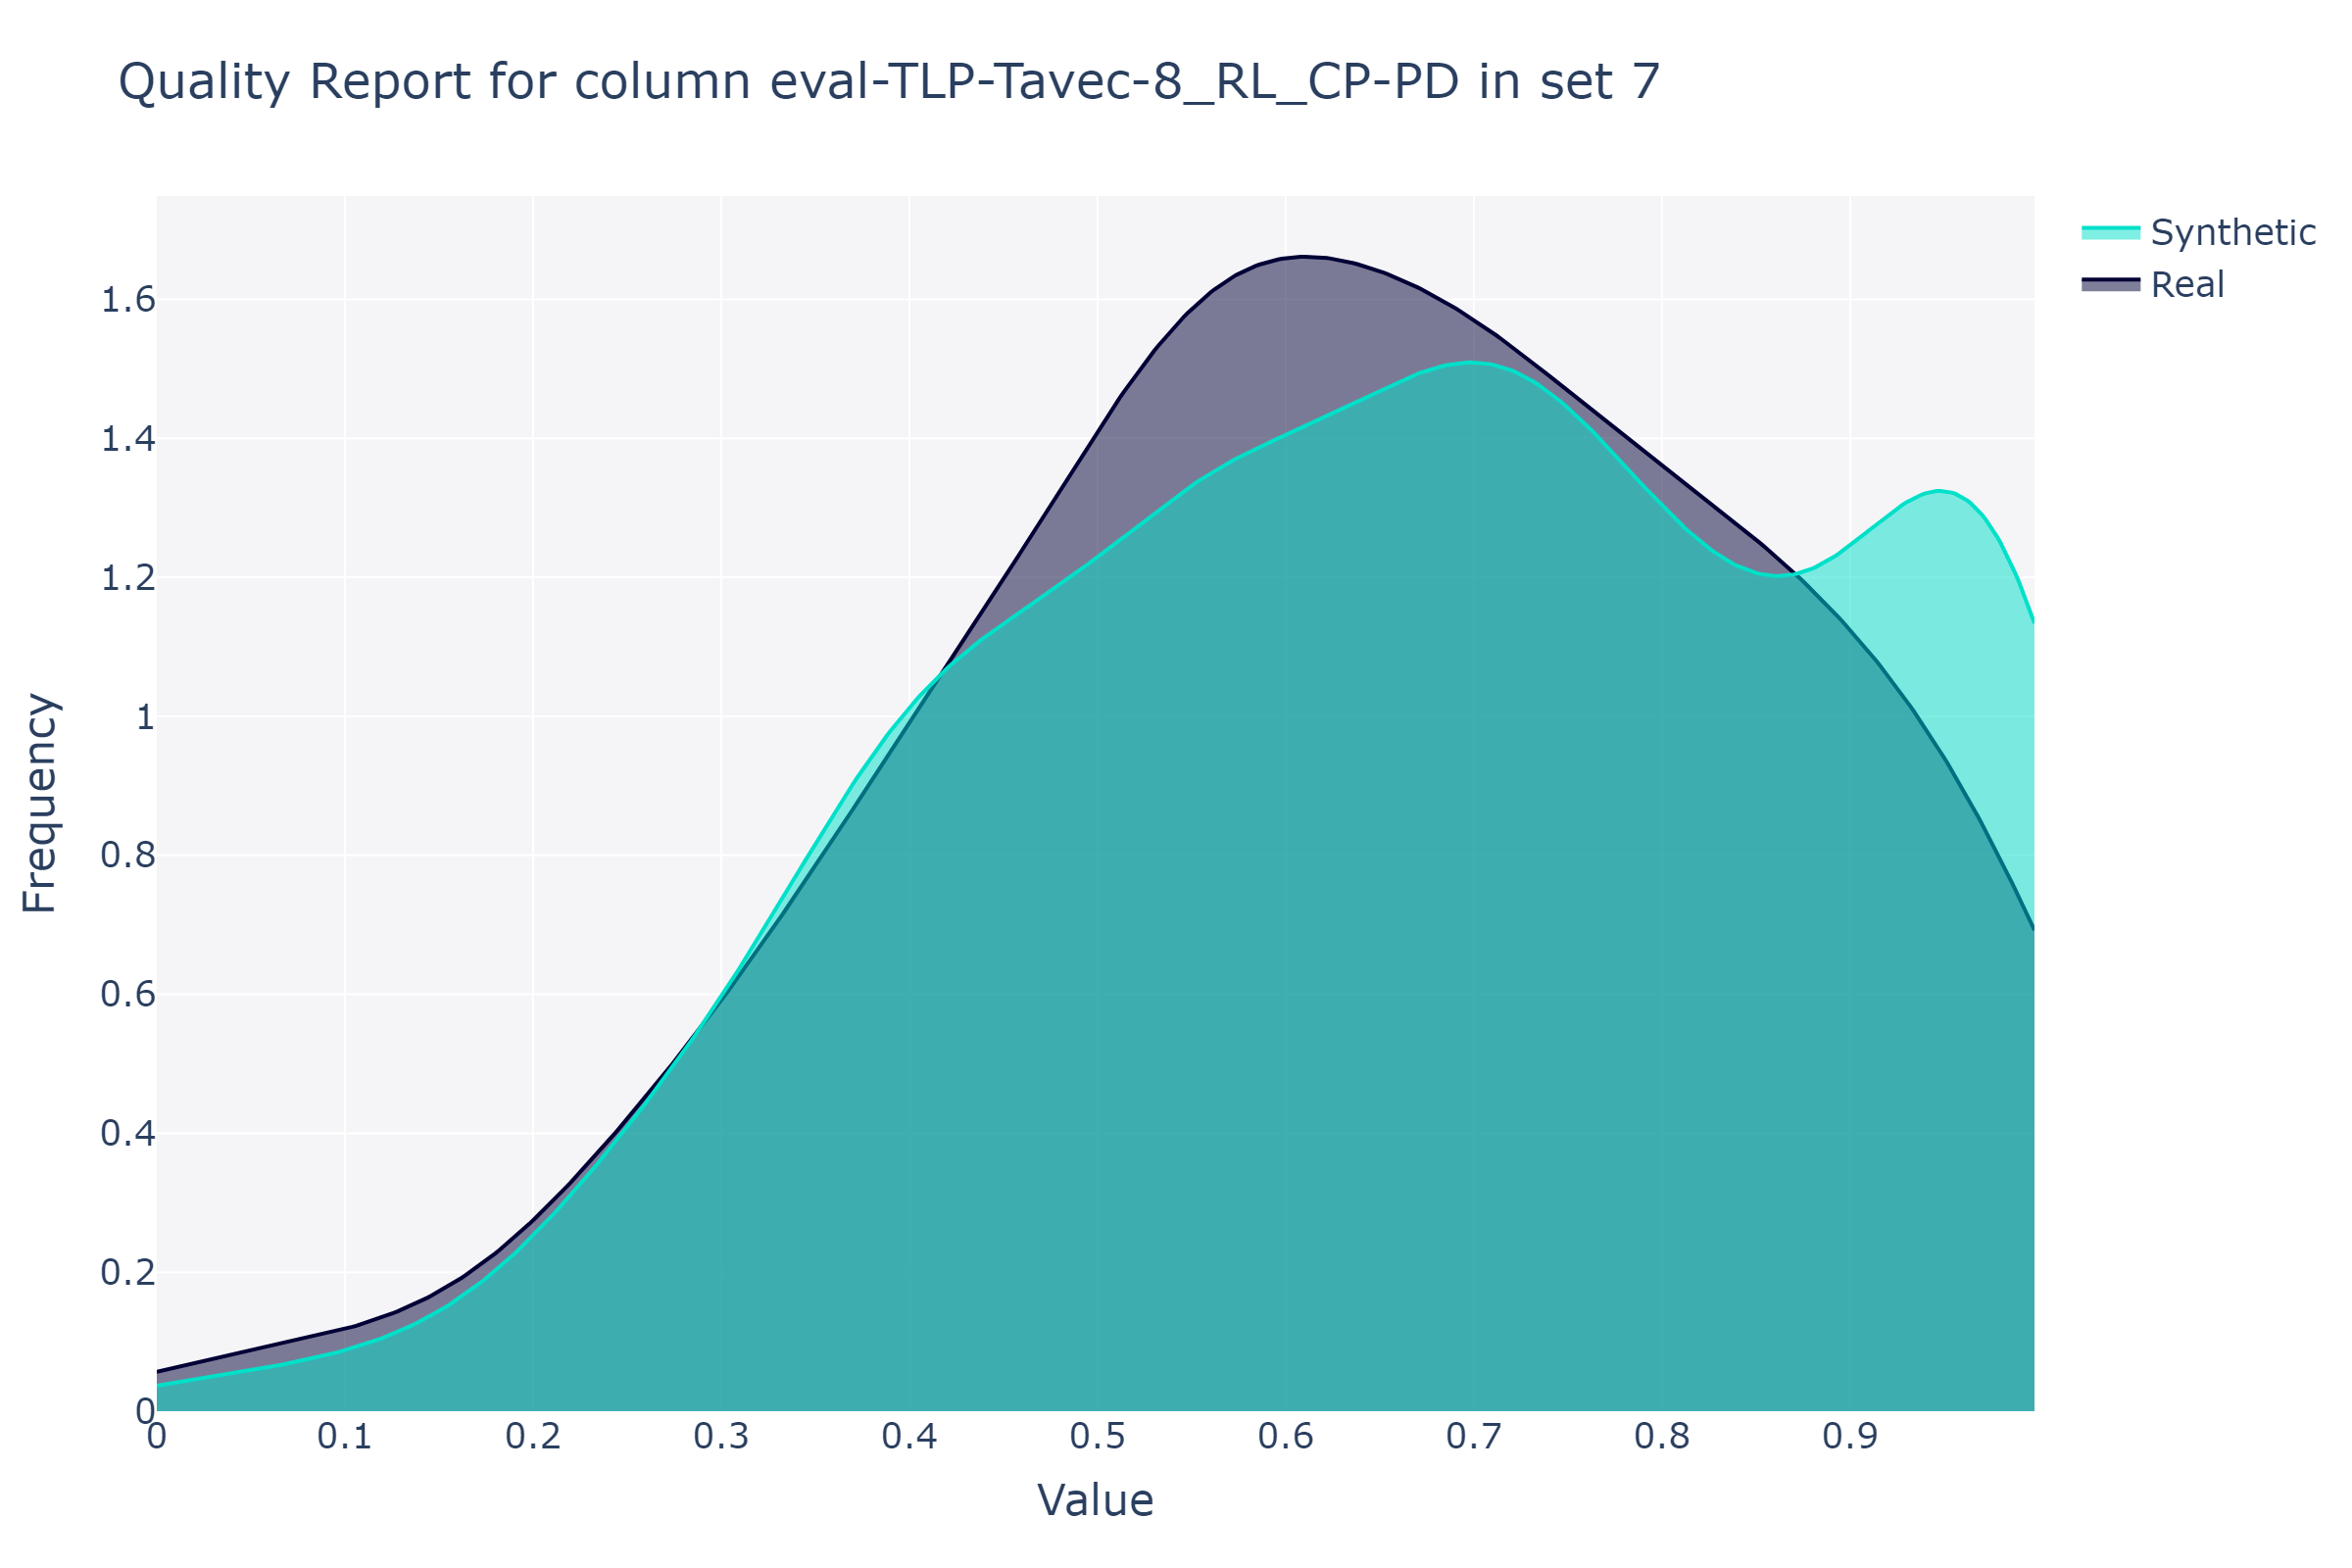 Quality Report for column eval-TLP-Tavec-8_RL_CP-PD in set 7
Synthetic
Real
Frequency
1.6
1.4
1.2
1
0.8
0.6
0.4
0.2
0
0 0.1 0.2 0.3 0.4 0.5 0.6 0.7 0.8 0.9
Value